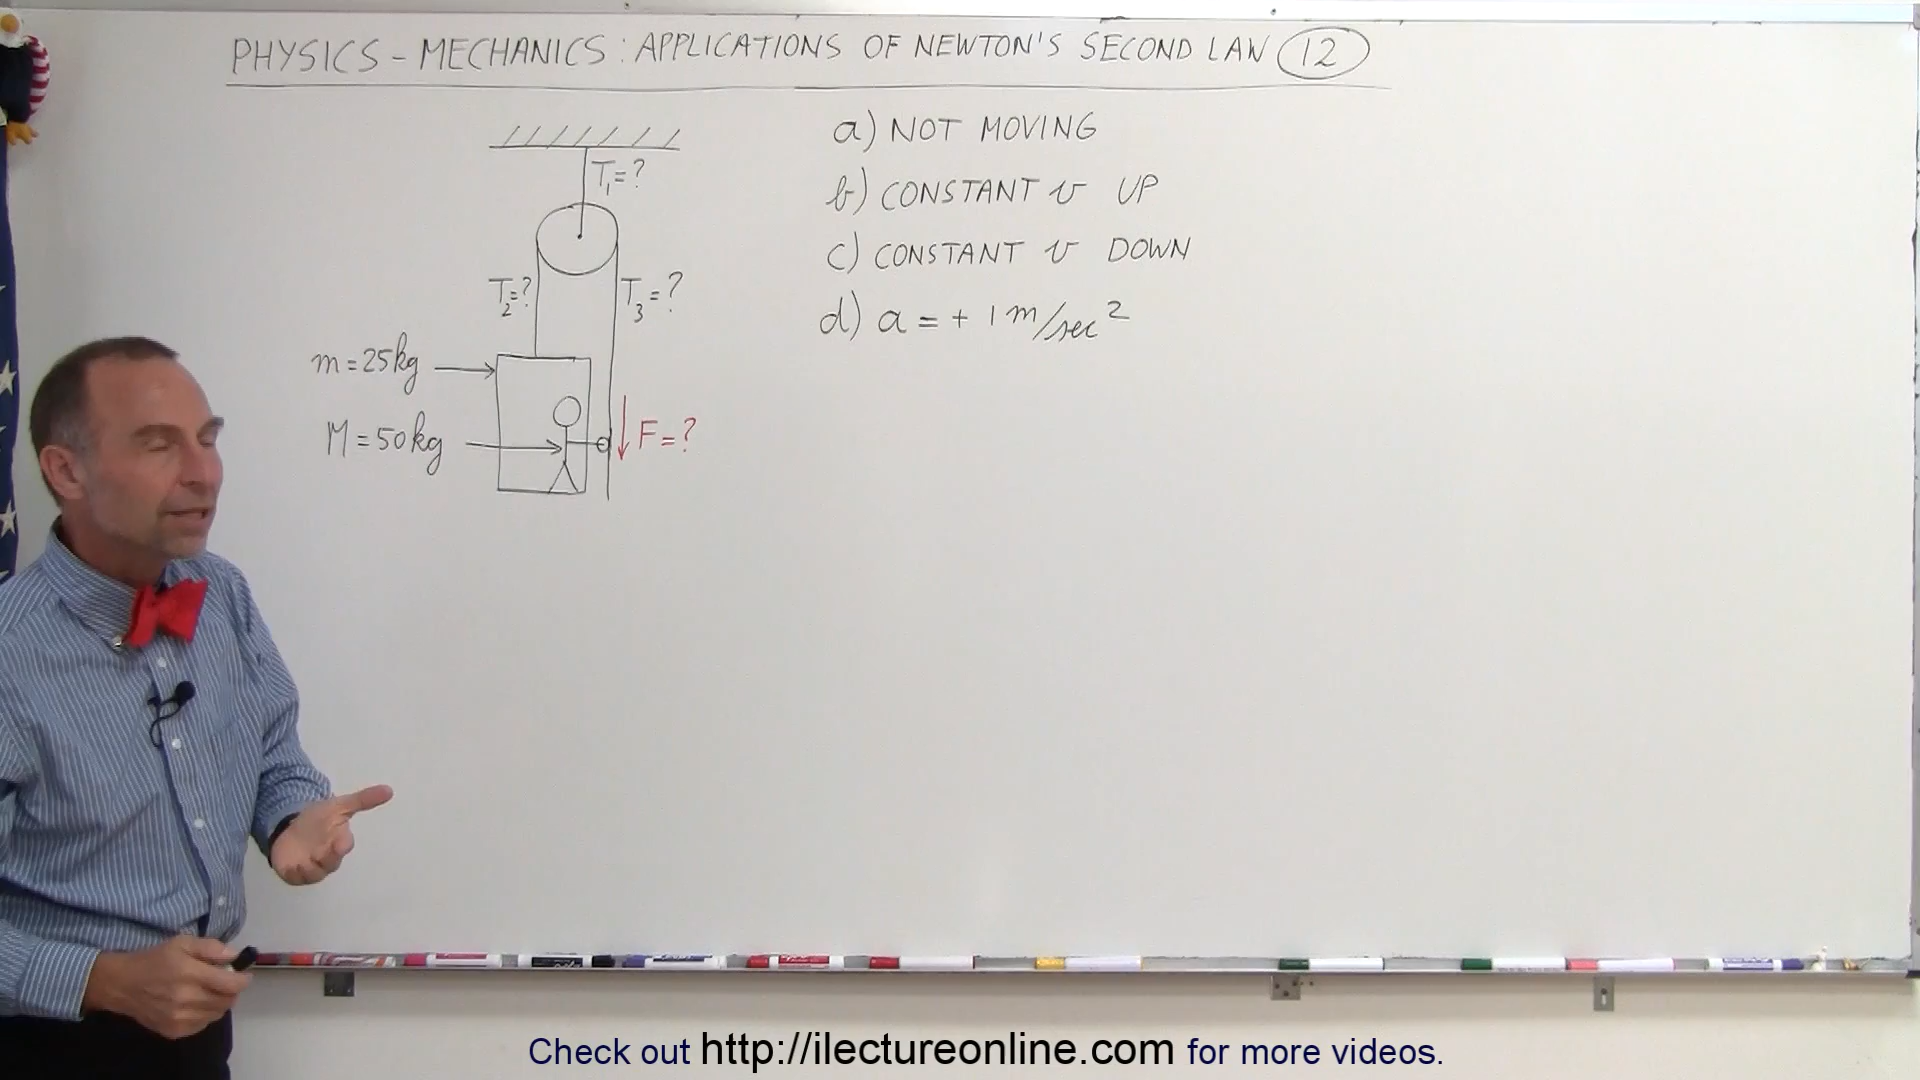 PHYSICS - MECHANICS: APPLICATIONS OF NEWTON'S SECOND LAW 12
T1=?
T2=?
T3=?
m=25kg
M=50kg
F=?
a) NOT MOVING
b) CONSTANT v UP
c) CONSTANT v DOWN
d) a=+1m/sec²
Check out http://ilectureonline.com for more videos.